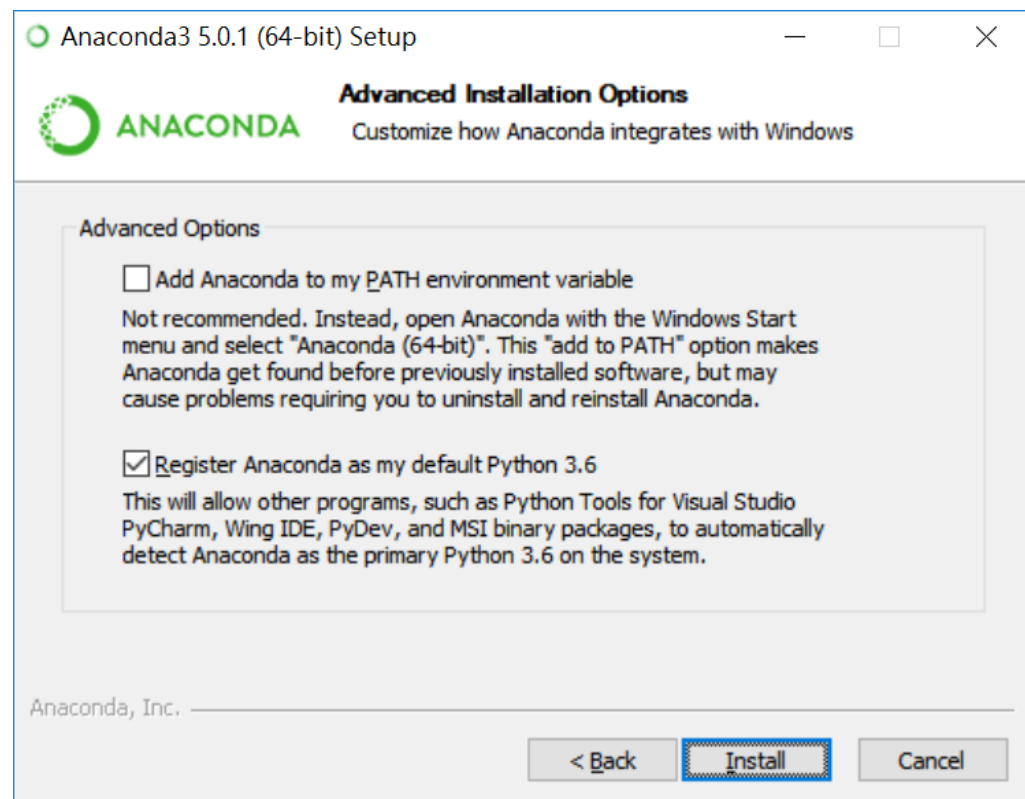 Anaconda3 5.0.1 (64-bit) Setup
ANACONDA
Advanced Installation Options
Customize how Anaconda integrates with Windows
Advanced Options
Add Anaconda to my PATH environment variable
Not recommended. Instead, open Anaconda with the Windows Start
menu and select "Anaconda (64-bit)". This "add to PATH" option makes
Anaconda get found before previously installed software, but may
cause problems requiring you to uninstall and reinstall Anaconda.
Register Anaconda as my default Python 3.6
This will allow other programs, such as Python Tools for Visual Studio
PyCharm, Wing IDE, PyDev, and MSI binary packages, to automatically
detect Anaconda as the primary Python 3.6 on the system.
Anaconda, Inc.
< Back Install Cancel